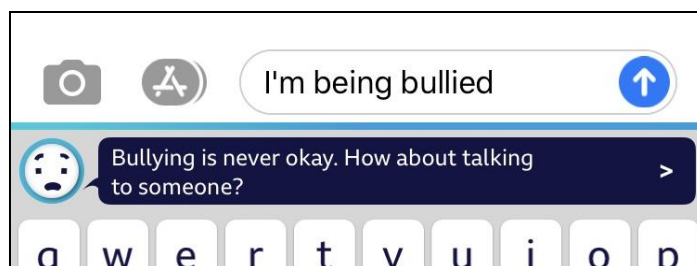 I'm being bullied
Bullying is never okay. How about talking
to someone?
>
q w e r t y u i o p